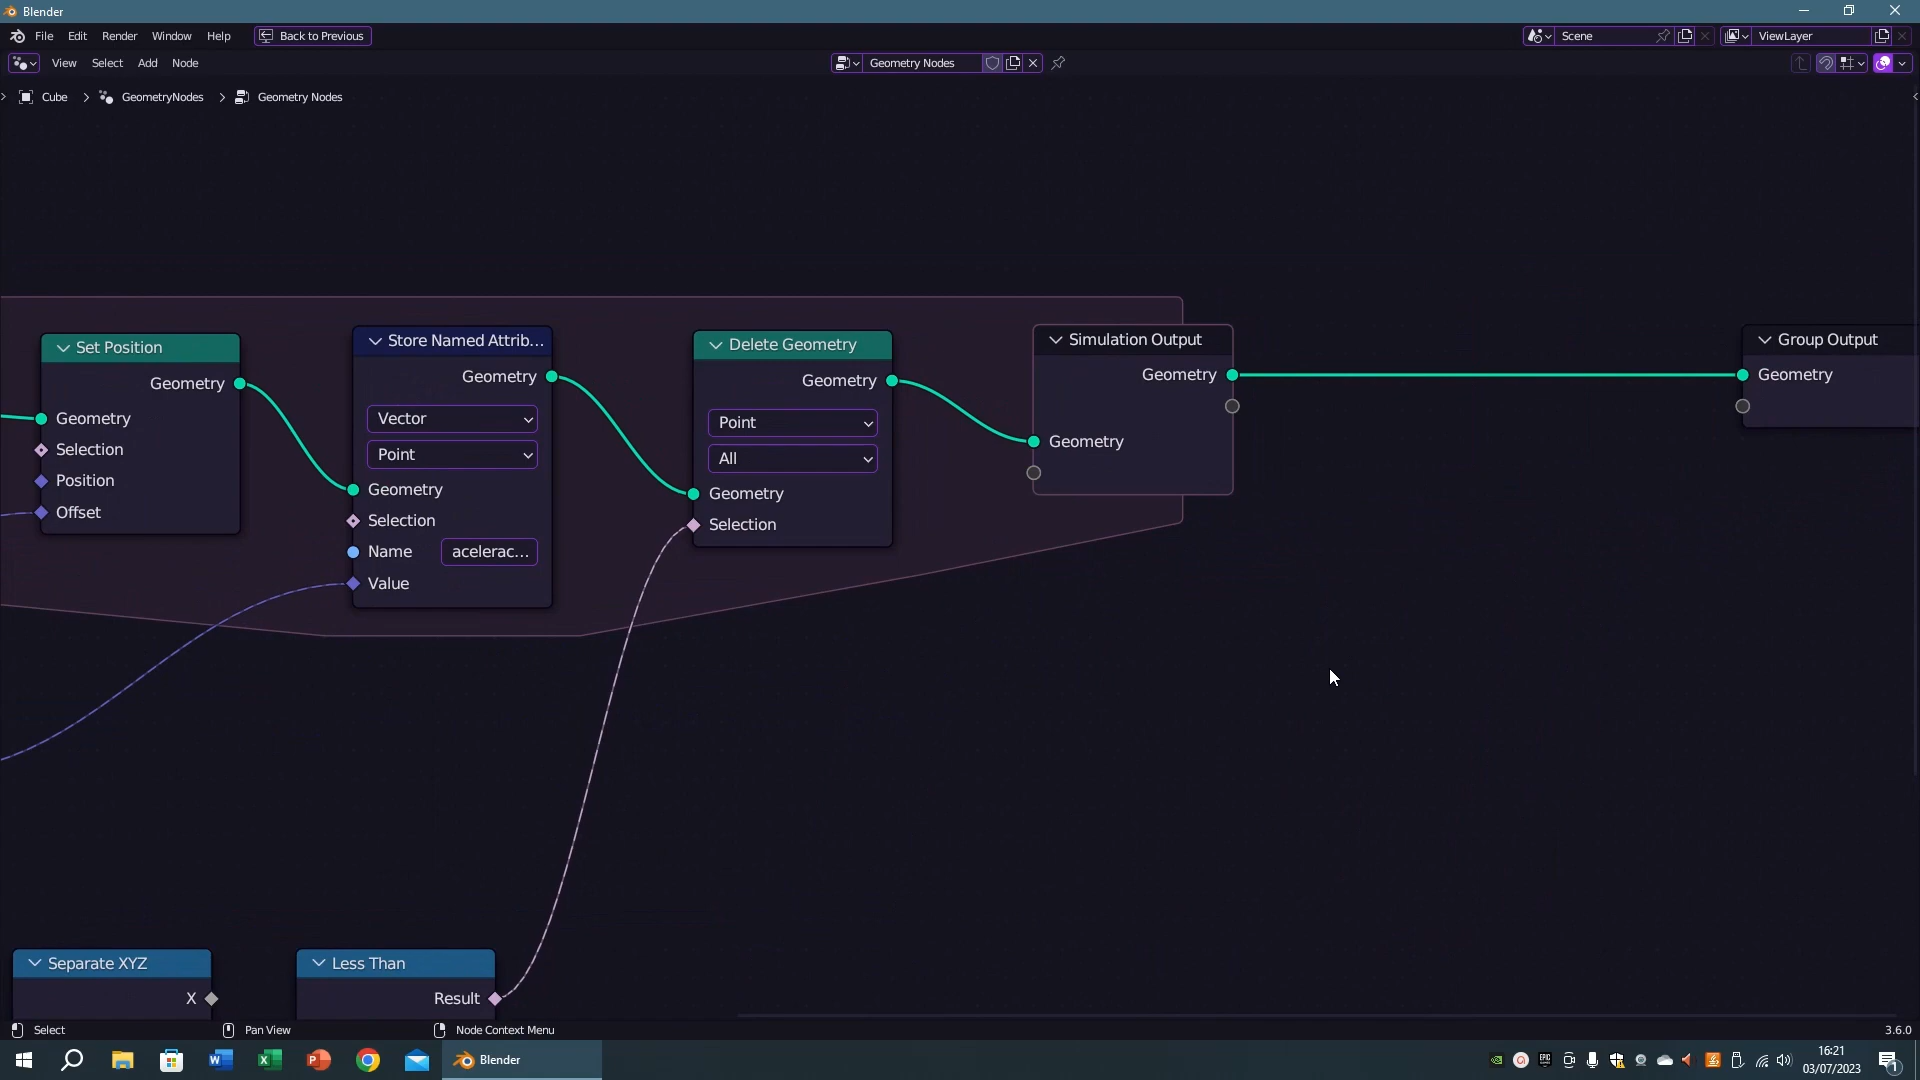 Blender
File Edit Render Window Help Back to Previous Scene ViewLayer
View Select Add Node Geometry Nodes
Cube GeometryNodes Geometry Nodes
Set Position
Geometry
Geometry
Selection
Position
Offset
Store Named Attrib...
Geometry
Vector
Point
Geometry
Selection
Name acelerac...
Value
Delete Geometry
Geometry
Point
All
Geometry
Selection
Simulation Output
Geometry
Geometry
Group Output
Geometry
Separate XYZ
X
Less Than
Result
Select Pan View Node Context Menu 3.6.0
Blender
16:21
03/07/2023